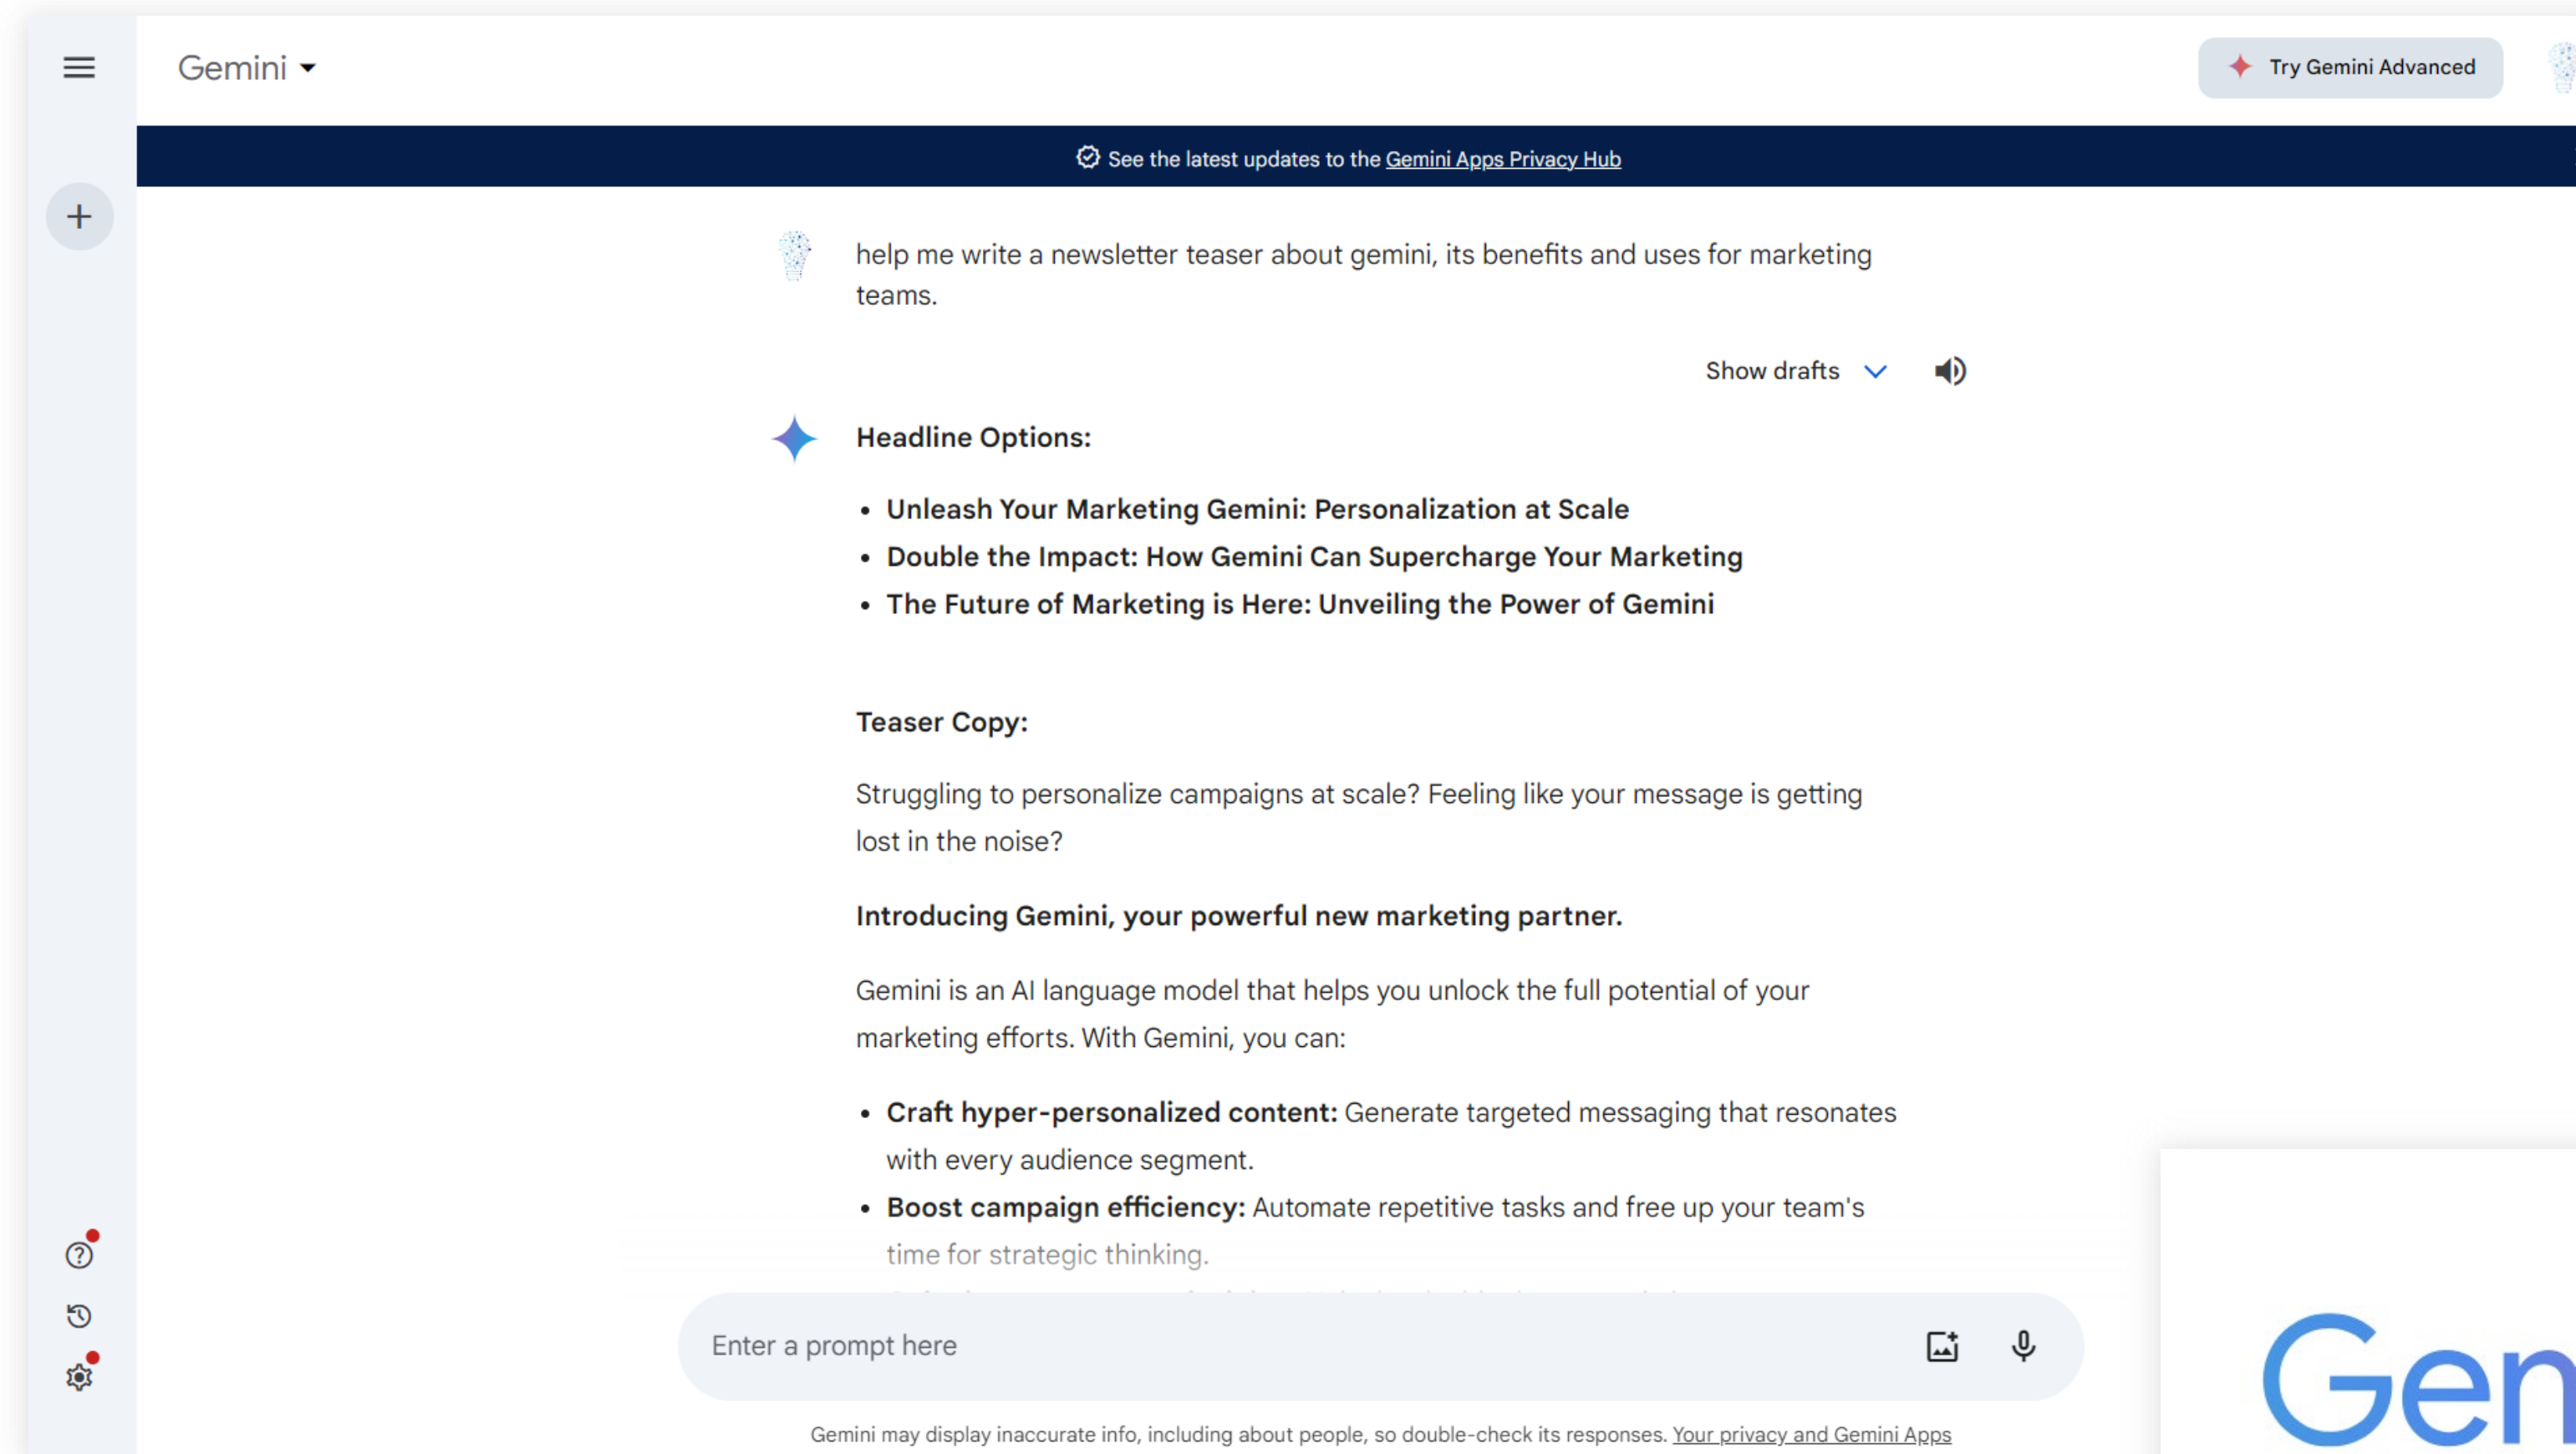 Gemini
Try Gemini Advanced
See the latest updates to the Gemini Apps Privacy Hub
help me write a newsletter teaser about gemini, its benefits and uses for marketing
teams.
Show drafts
Headline Options:
• Unleash Your Marketing Gemini: Personalization at Scale
• Double the Impact: How Gemini Can Supercharge Your Marketing
• The Future of Marketing is Here: Unveiling the Power of Gemini
Teaser Copy:
Struggling to personalize campaigns at scale? Feeling like your message is getting
lost in the noise?
Introducing Gemini, your powerful new marketing partner.
Gemini is an AI language model that helps you unlock the full potential of your
marketing efforts. With Gemini, you can:
• Craft hyper-personalized content: Generate targeted messaging that resonates
with every audience segment.
• Boost campaign efficiency: Automate repetitive tasks and free up your team's
time for strategic thinking.
Enter a prompt here
Gemini may display inaccurate info, including about people, so double-check its responses. Your privacy and Gemini Apps
Gen